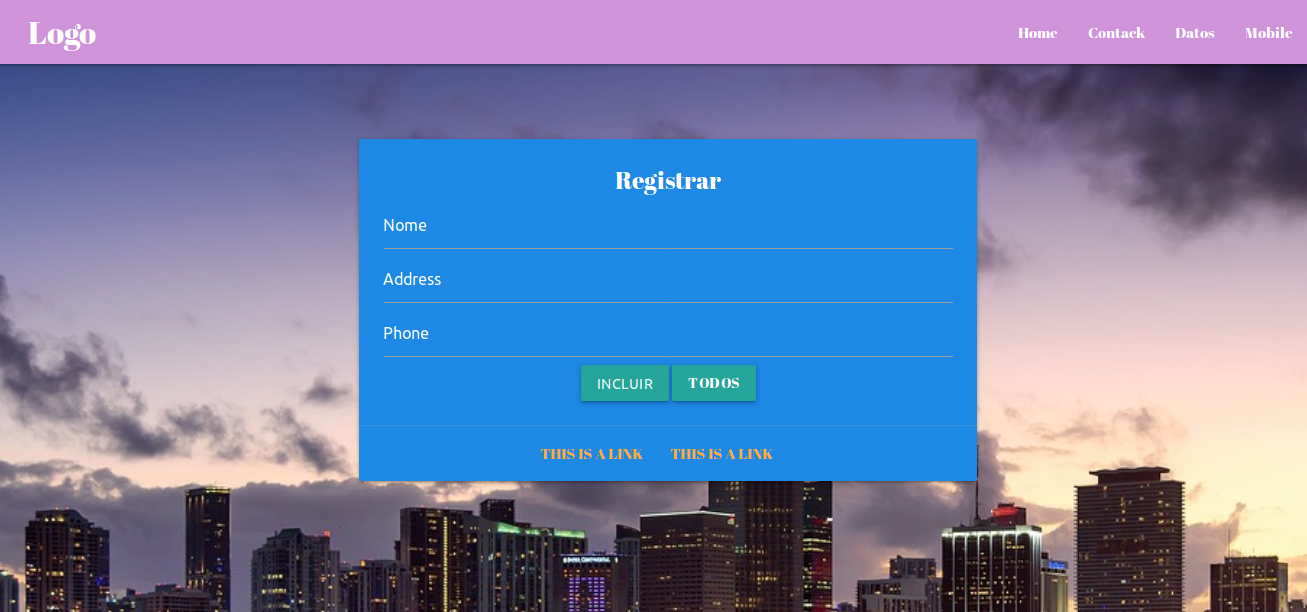 Logo
Home Contack Datos Mobile
Registrar
Nome
Address
Phone
INCLUIR TODOS
THIS IS A LINK THIS IS A LINK